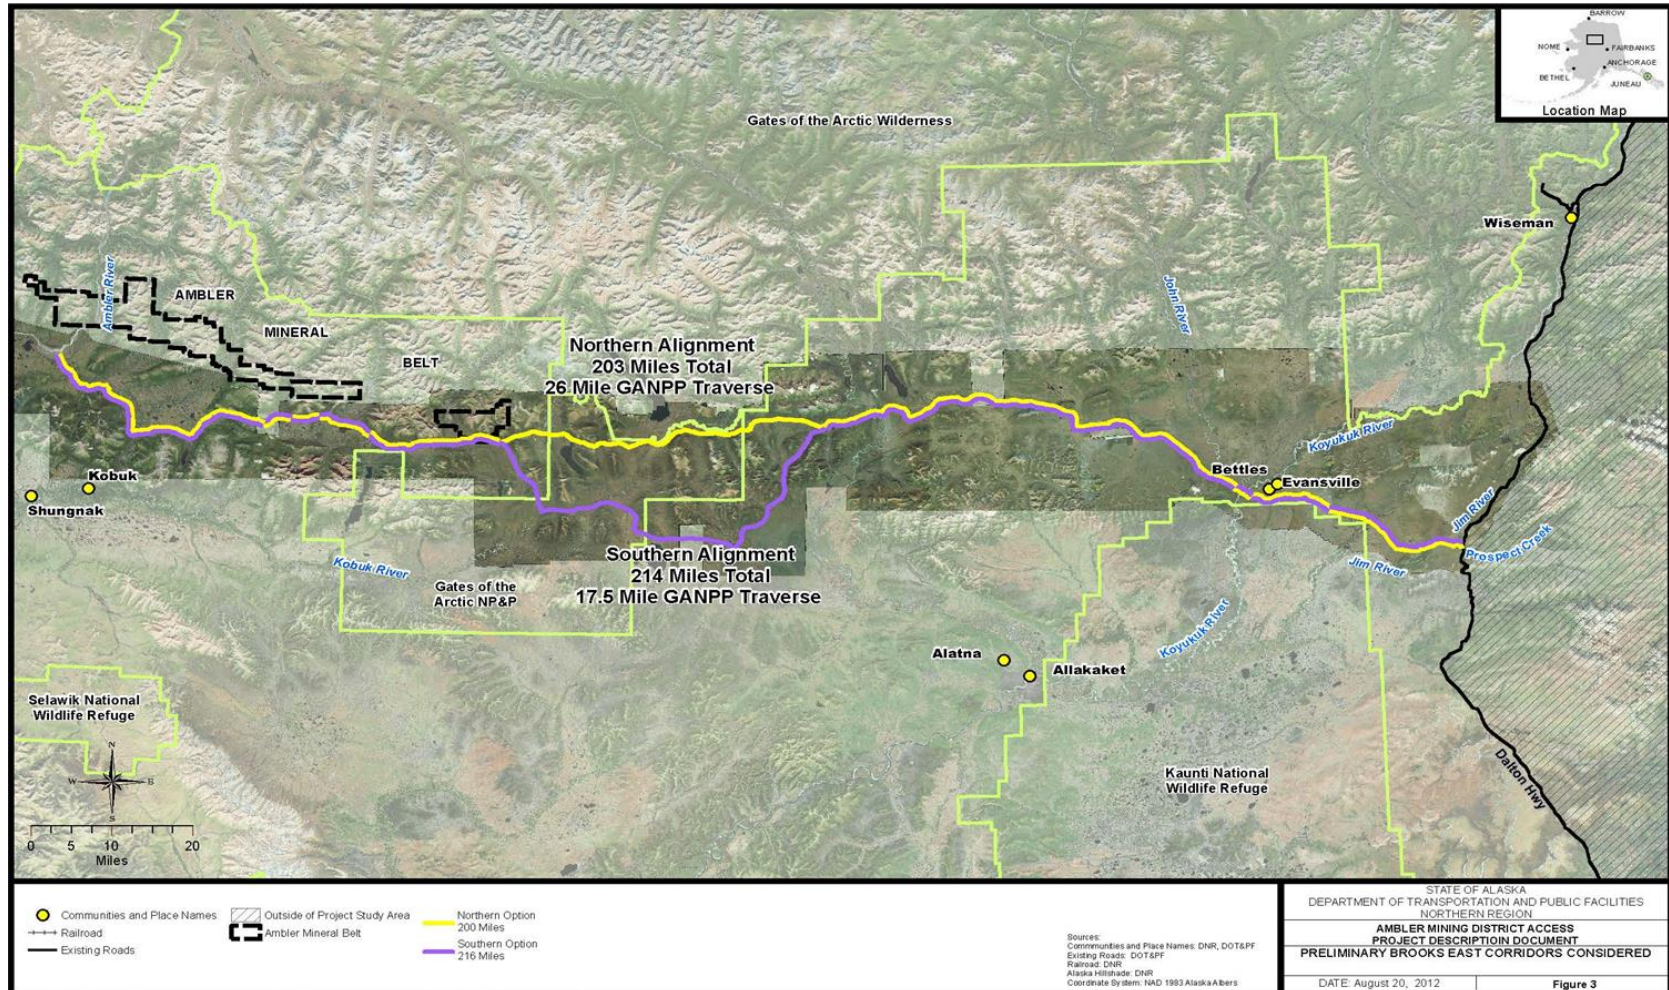 BARROW
NOME
FAIRBANKS
ANCHORAGE
BETHEL
JUNEAU
Location Map
Gates of the Arctic Wilderness
Wiseman
Ambler River
AMBLER
MINERAL
BELT
John River
Northern Alignment
203 Miles Total
26 Mile GANPP Traverse
Koyukuk River
Bettles
Evansville
Kobuk
Shungnak
Jim River
Prospect Creek
Southern Alignment
214 Miles Total
17.5 Mile GANPP Traverse
Kobuk River
Jim River
Gates of the
Arctic NP&P
Koyukuk River
Alatna
Allakaket
Selawik National
Wildlife Refuge
N
W
E
S
Kaunti National
Wildlife Refuge
Dalton Hwy
0 5 10 20
Miles
Communities and Place Names
Railroad
Existing Roads
Outside of Project Study Area
Ambler Mineral Belt
Northern Option
200 Miles
Southern Option
216 Miles
Sources:
Commmunities and Place Names: DNR, DOT&PF
Existing Roads: DOT&PF
Railroad: DNR
Alaska Hillshade: DNR
Coordinate System: NAD 1983 Alaska Albers
STATE OF ALASKA
DEPARTMENT OF TRANSPORTATION AND PUBLIC FACILITIES
NORTHERN REGION
AMBLER MINING DISTRICT ACCESS
PROJECT DESCRIPTIOIN DOCUMENT
PRELIMINARY BROOKS EAST CORRIDORS CONSIDERED
DATE: August 20, 2012
Figure 3